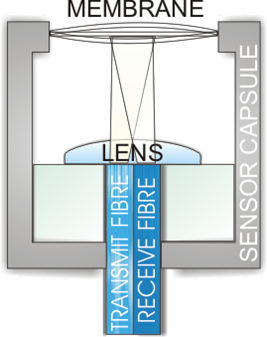 MEMBRANE
LENS
TRANSMIT FIBRE
RECEIVE FIBRE
SENSOR CAPSULE